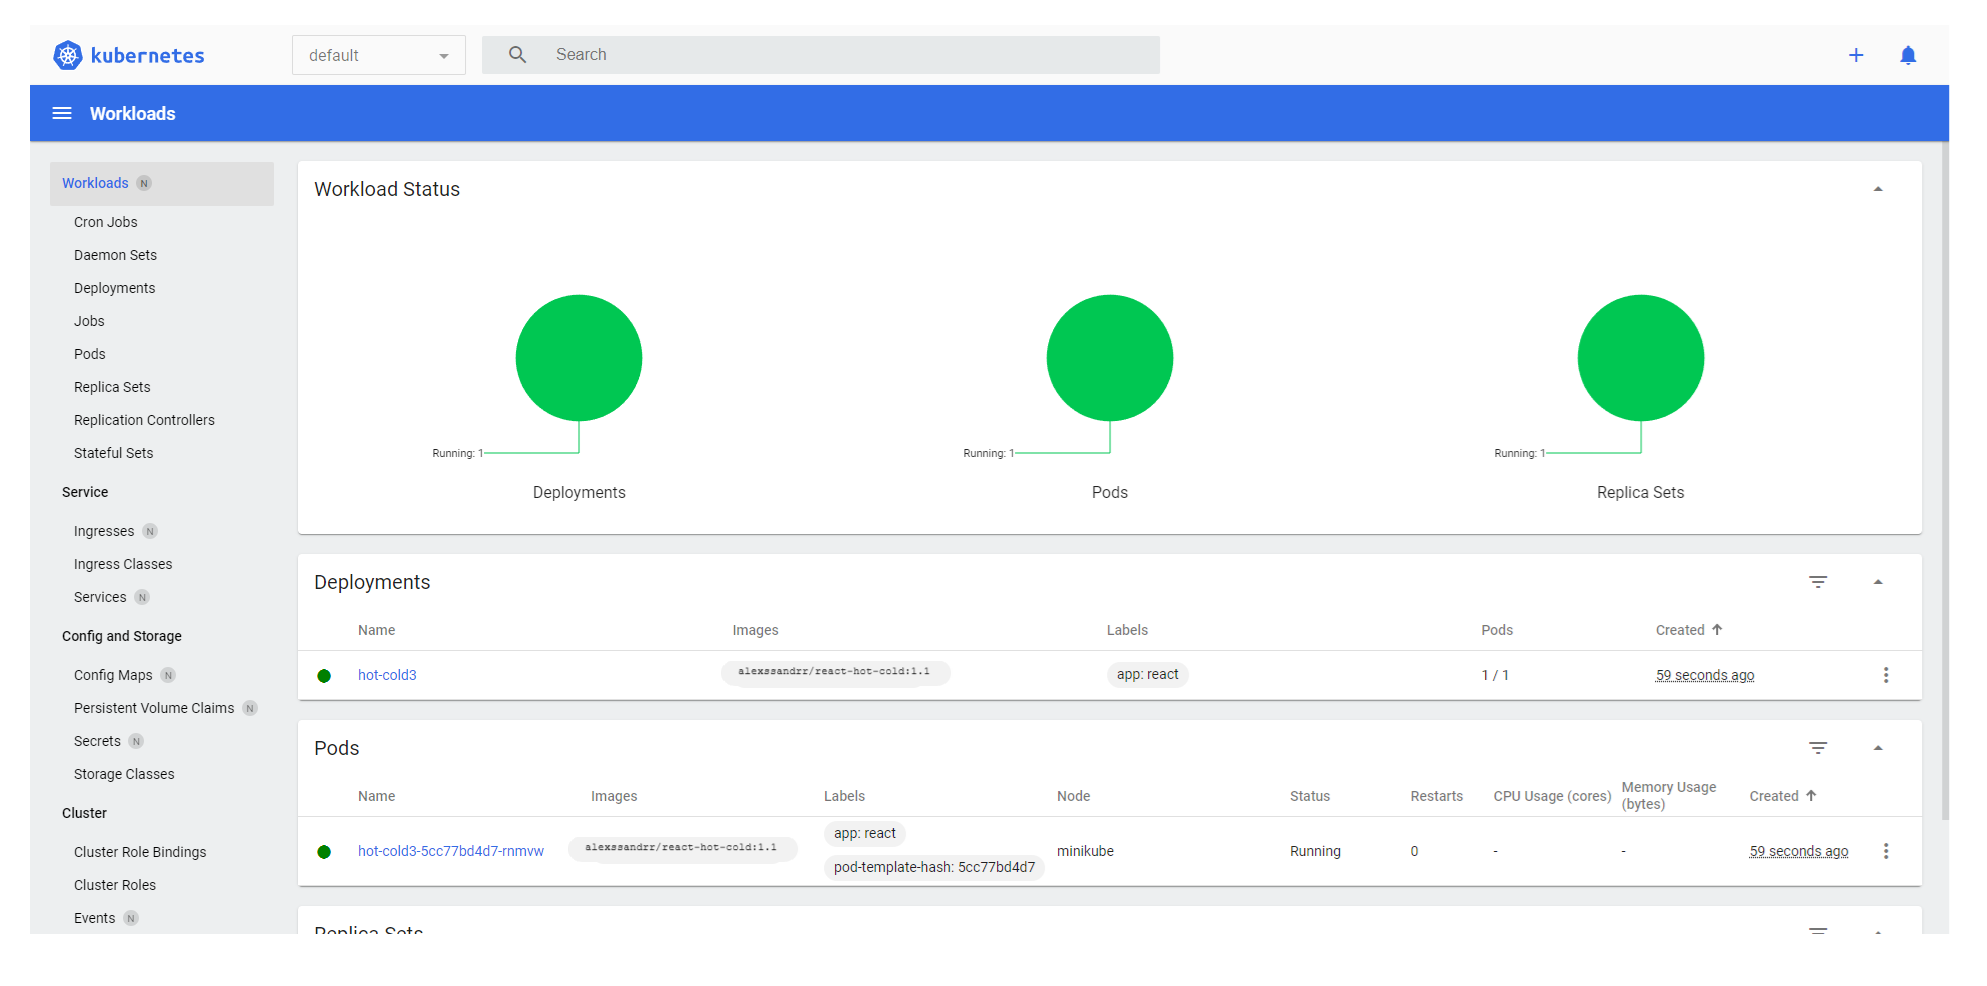 kubernetes
default
Search
Workloads
Workloads N
Cron Jobs
Daemon Sets
Deployments
Jobs
Pods
Replica Sets
Replication Controllers
Stateful Sets
Service
Ingresses N
Ingress Classes
Services N
Config and Storage
Config Maps N
Persistent Volume Claims N
Secrets N
Storage Classes
Cluster
Cluster Role Bindings
Cluster Roles
Events N
Workload Status
Running: 1
Deployments
Running: 1
Pods
Running: 1
Replica Sets
Deployments
Name Images Labels Pods Created
hot-cold3 alexssandrr/react-hot-cold:1.1 app: react 1 / 1 59 seconds ago
Pods
Name Images Labels Node Status Restarts CPU Usage (cores) Memory Usage (bytes) Created
hot-cold3-5cc77bd4d7-rnmvw alexssandrr/react-hot-cold:1.1 app: react minikube Running 0 - - 59 seconds ago
pod-template-hash: 5cc77bd4d7
Replica Sets